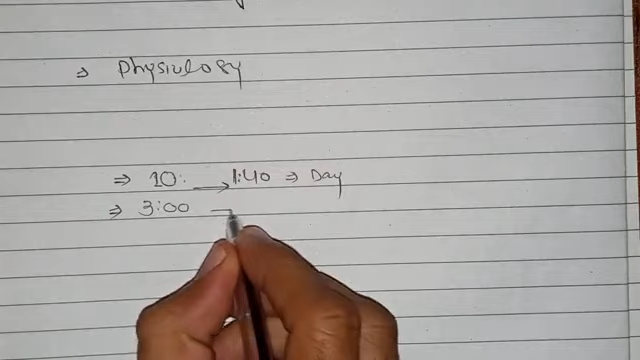 ⇒ Physiology
⇒ 10: → 1:40 ⇒ Day
⇒ 3:00 –